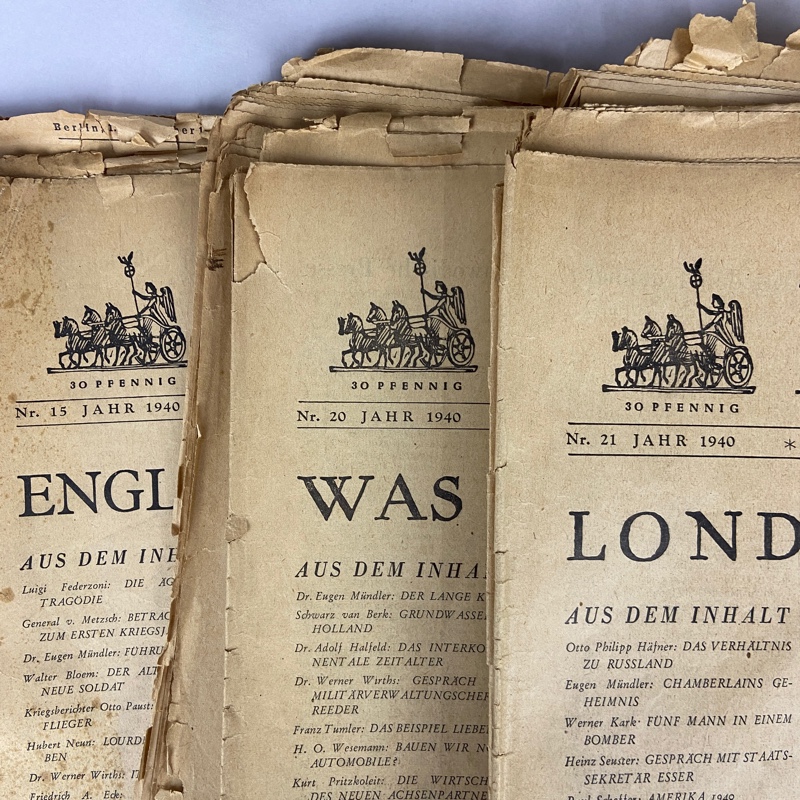 Berlin,
30 PFENNIG
Nr. 15 JAHR 1940
ENGL
AUS DEM INH
Luigi Federzoni: DIE ÄG
TRAGÖDIE
General v. Metzsch: BETRAC
ZUM ERSTEN KRIEGSJ
Dr. Eugen Mündler: FÜHRU
Walter Bloem: DER ALT
NEUE SOLDAT
Kriegsberichter Otto Paust:
FLIEGER
Hubert Neun: LOURD
BEN
Dr. Werner Wirths:
Friedrich A. Eck:
30 PFENNIG
Nr. 20 JAHR 1940
WAS
AUS DEM INHA
Dr. Eugen Mündler: DER LANGE K
Schwarz van Berk: GRUNDWASSE
HOLLAND
Dr. Adolf Halfeld: DAS INTERKO
NENTALE ZEITALTER
Dr. Werner Wirths: GESPRÄCH
MILITÄRVERWALTUNGSCHEF
REEDER
Franz Tumler: DAS BEISPIEL LIEBE
H. O. Wesemann: BAUEN WIR N
AUTOMOBILE?
Kurt Pritzkoleit: DIE WIRTSCH
DES NEUEN ACHSENPARTNE
30 PFENNIG
Nr. 21 JAHR 1940 *
LOND
AUS DEM INHALT
Otto Philipp Häfner: DAS VERHÄLTNIS
ZU RUSSLAND
Eugen Mündler: CHAMBERLAINS GE-
HEIMNIS
Werner Kark: FÜNF MANN IN EINEM
BOMBER
Heinz Seuster: GESPRÄCH MIT STAATS-
SEKRETÄR ESSER
Paul Scheffer: AMERIKA 1940